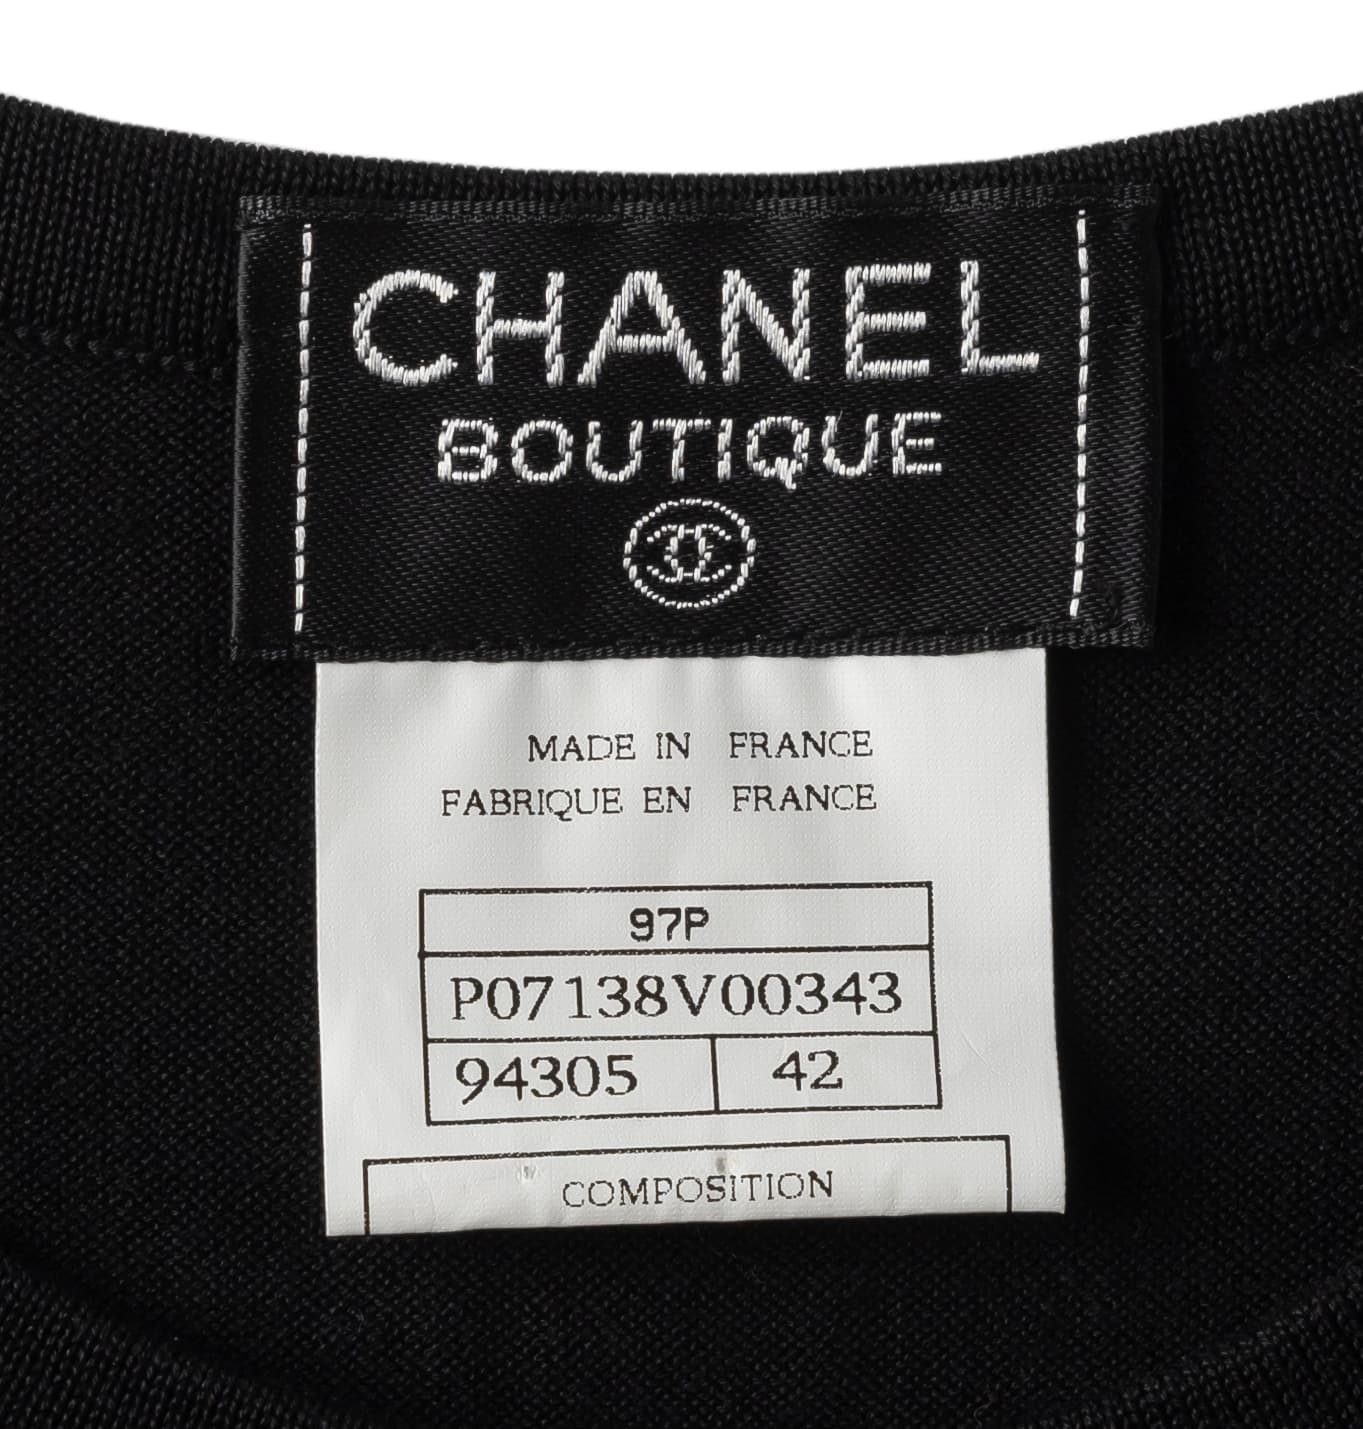 CHANEL
BOUTIQUE
MADE IN FRANCE
FABRIQUE EN FRANCE
97P
P07138V00343
94305 42
COMPOSITION